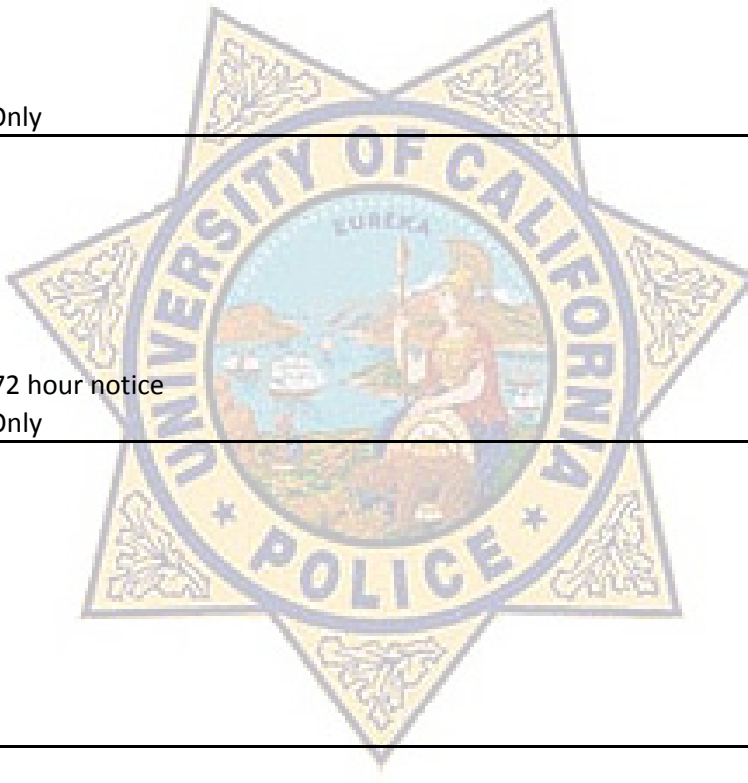 Only
UNIVERSITY OF CALIFORNIA
EUREKA
72 hour notice
Only
POLICE